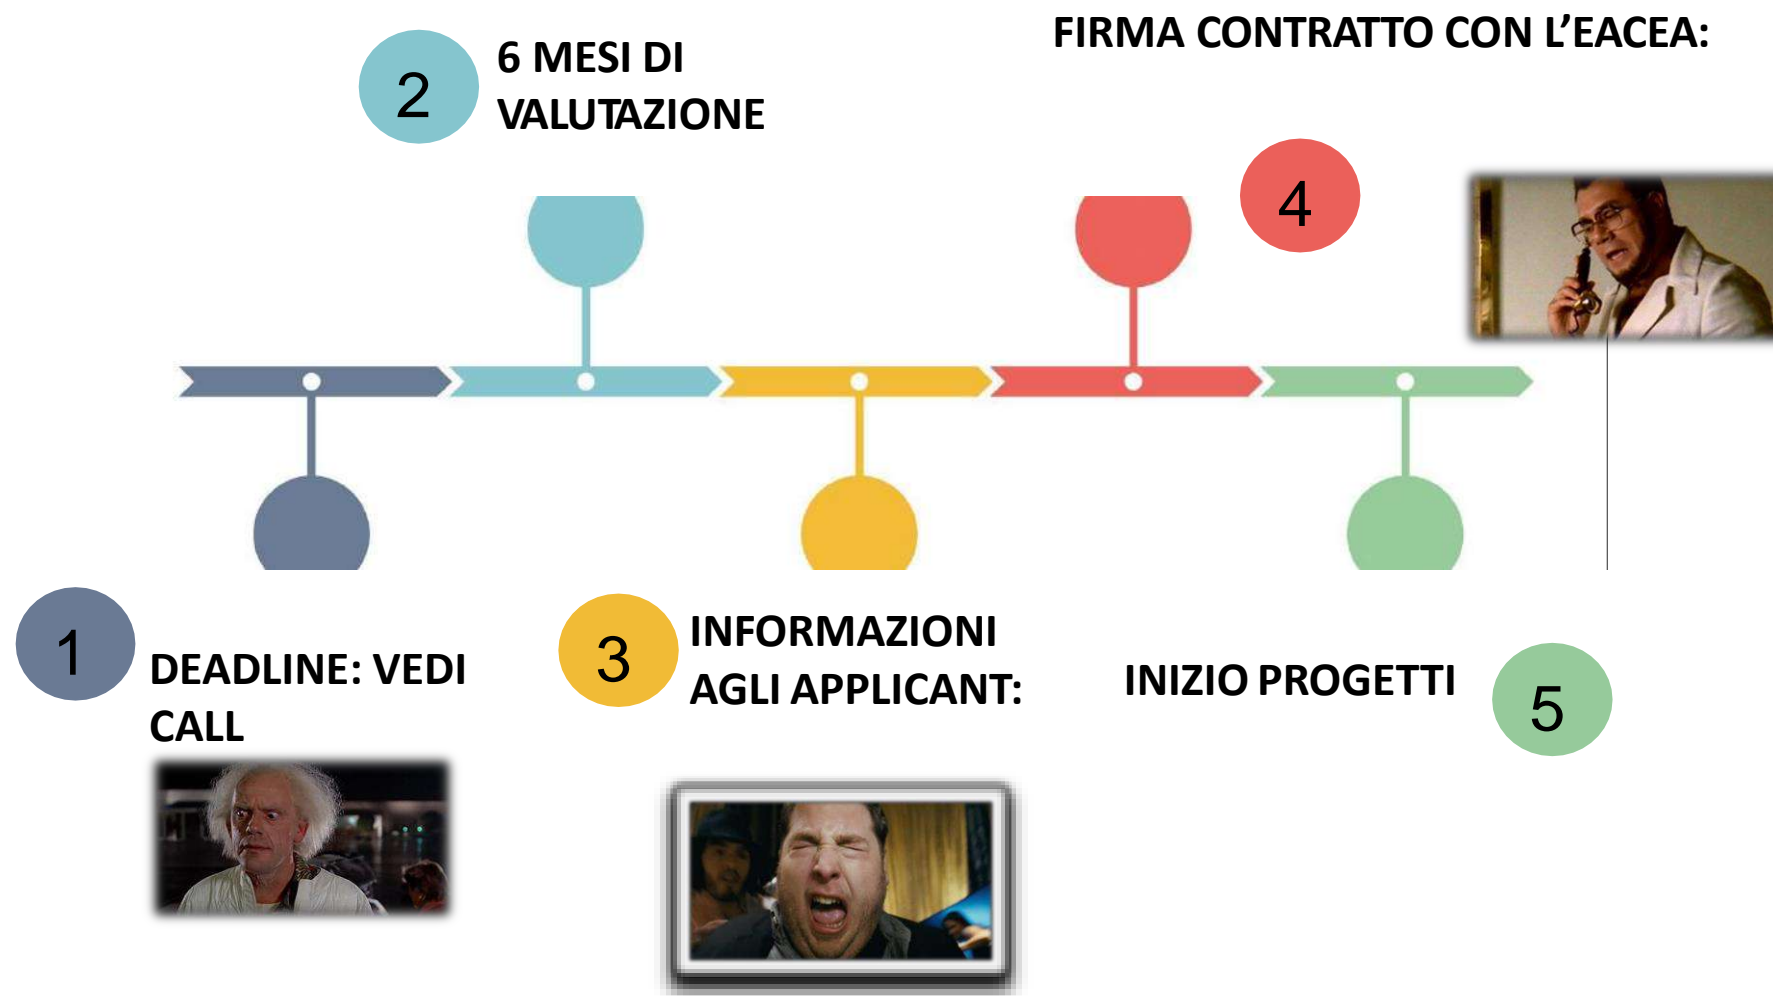 1
DEADLINE: VEDI
CALL
2
6 MESI DI
VALUTAZIONE
3
INFORMAZIONI
AGLI APPLICANT:
FIRMA CONTRATTO CON L’EACEA:
4
INIZIO PROGETTI
5